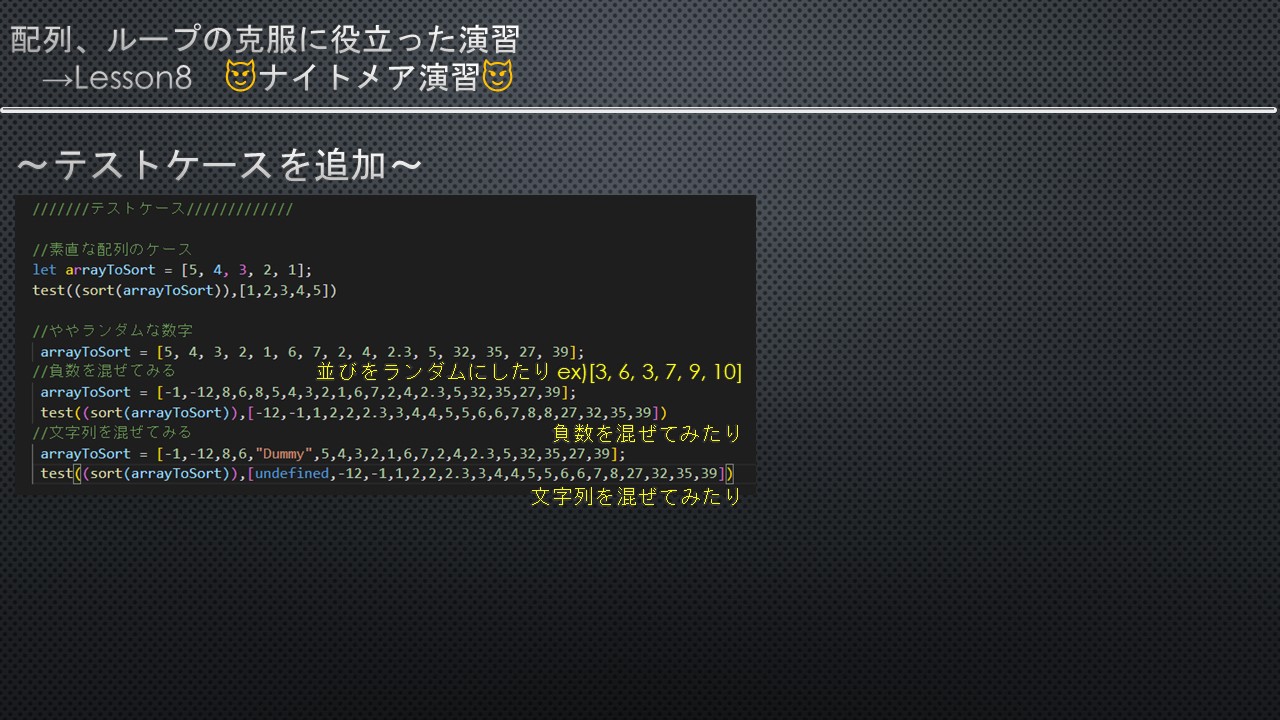 配列、ループの克服に役立った演習
→Lesson8 😈ナイトメア演習😈
～テストケースを追加～
///////テストケース/////////////
//素直な配列のケース
let arrayToSort = [5, 4, 3, 2, 1];
test((sort(arrayToSort)),[1,2,3,4,5])
//ややランダムな数字
arrayToSort = [5, 4, 3, 2, 1, 6, 7, 2, 4, 2.3, 5, 32, 35, 27, 39];
//負数を混ぜてみる
並びをランダムにしたり ex)[3, 6, 3, 7, 9, 10]
arrayToSort = [-1,-12,8,6,8,5,4,3,2,1,6,7,2,4,2.3,5,32,35,27,39];
test((sort(arrayToSort)),[-12,-1,1,2,2,2.3,3,4,4,5,5,6,6,7,8,8,27,32,35,39])
//文字列を混ぜてみる
負数を混ぜてみたり
arrayToSort = [-1,-12,8,6,"Dummy",5,4,3,2,1,6,7,2,4,2.3,5,32,35,27,39];
test((sort(arrayToSort)),[undefined,-12,-1,1,2,2,2.3,3,4,4,5,5,6,6,7,8,27,32,35,39])
文字列を混ぜてみたり